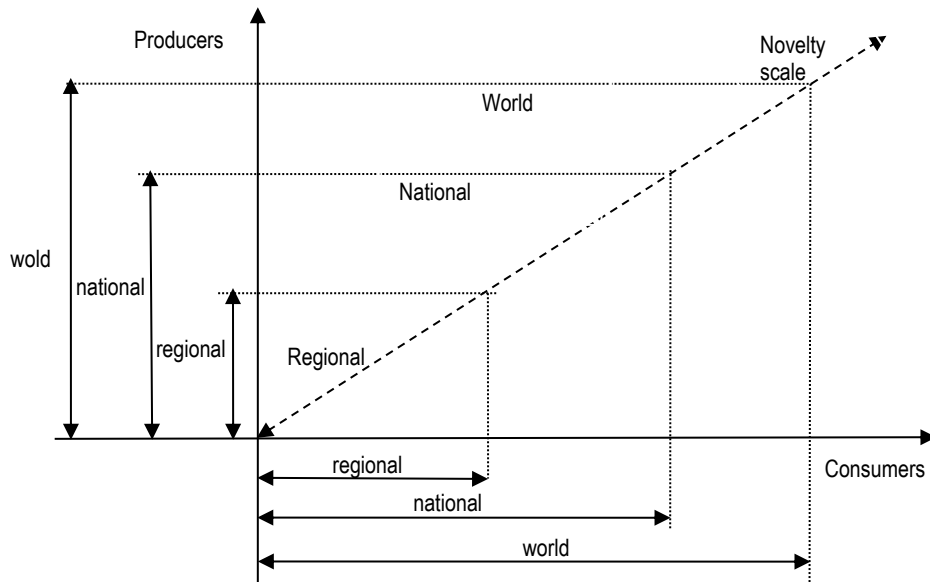 Producers
Novelty
scale
World
National
wold
national
regional
Regional
regional
Consumers
national
world